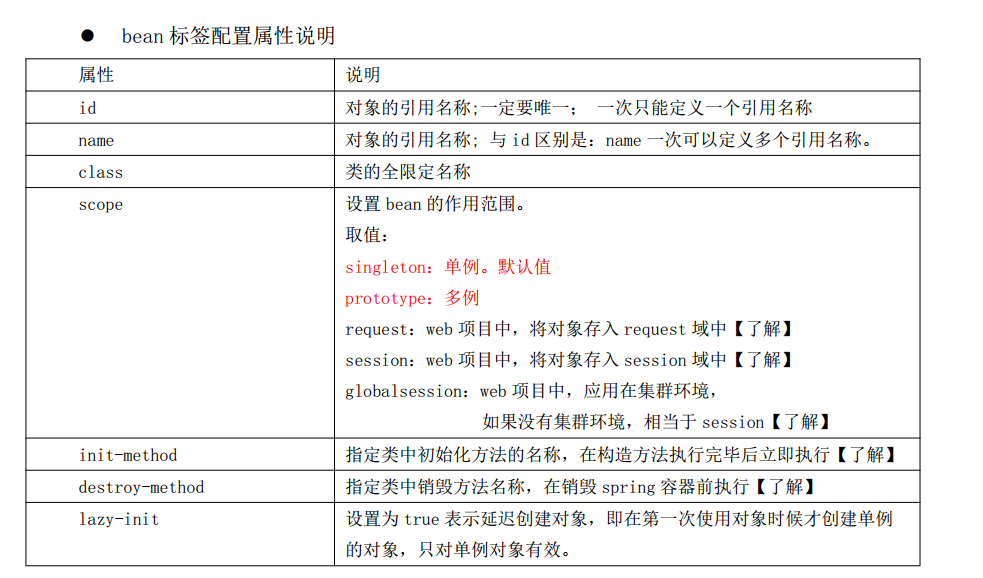 ● bean 标签配置属性说明
属性 说明
id 对象的引用名称;一定要唯一； 一次只能定义一个引用名称
name 对象的引用名称; 与 id 区别是：name 一次可以定义多个引用名称。
class 类的全限定名称
scope 设置 bean 的作用范围。
取值：
singleton：单例。默认值
prototype：多例
request：web 项目中，将对象存入 request 域中【了解】
session：web 项目中，将对象存入 session 域中【了解】
globalsession：web 项目中，应用在集群环境，
如果没有集群环境，相当于 session【了解】
init-method 指定类中初始化方法的名称，在构造方法执行完毕后立即执行【了解】
destroy-method 指定类中销毁方法名称，在销毁 spring 容器前执行【了解】
lazy-init 设置为 true 表示延迟创建对象，即在第一次使用对象时候才创建单例
的对象，只对单例对象有效。